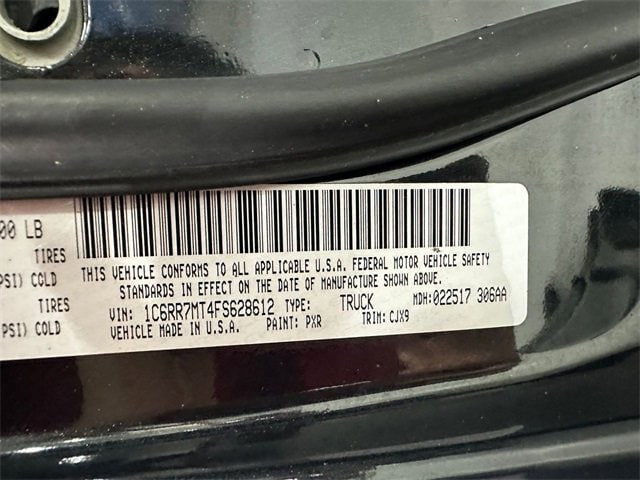 00 LB
TIRES
PSI) COLD
PSI) COLD
TIRES
THIS VEHICLE CONFORMS TO ALL APPLICABLE U.S.A. FEDERAL MOTOR VEHICLE SAFETY
STANDARDS IN EFFECT ON THE DATE OF MANUFACTURE SHOWN ABOVE.
VIN: 1C6RR7MT4FS628612 TYPE: TRUCK MDH: 022517 306AA
VEHICLE MADE IN U.S.A. PAINT: PXR TRIM: CJX9